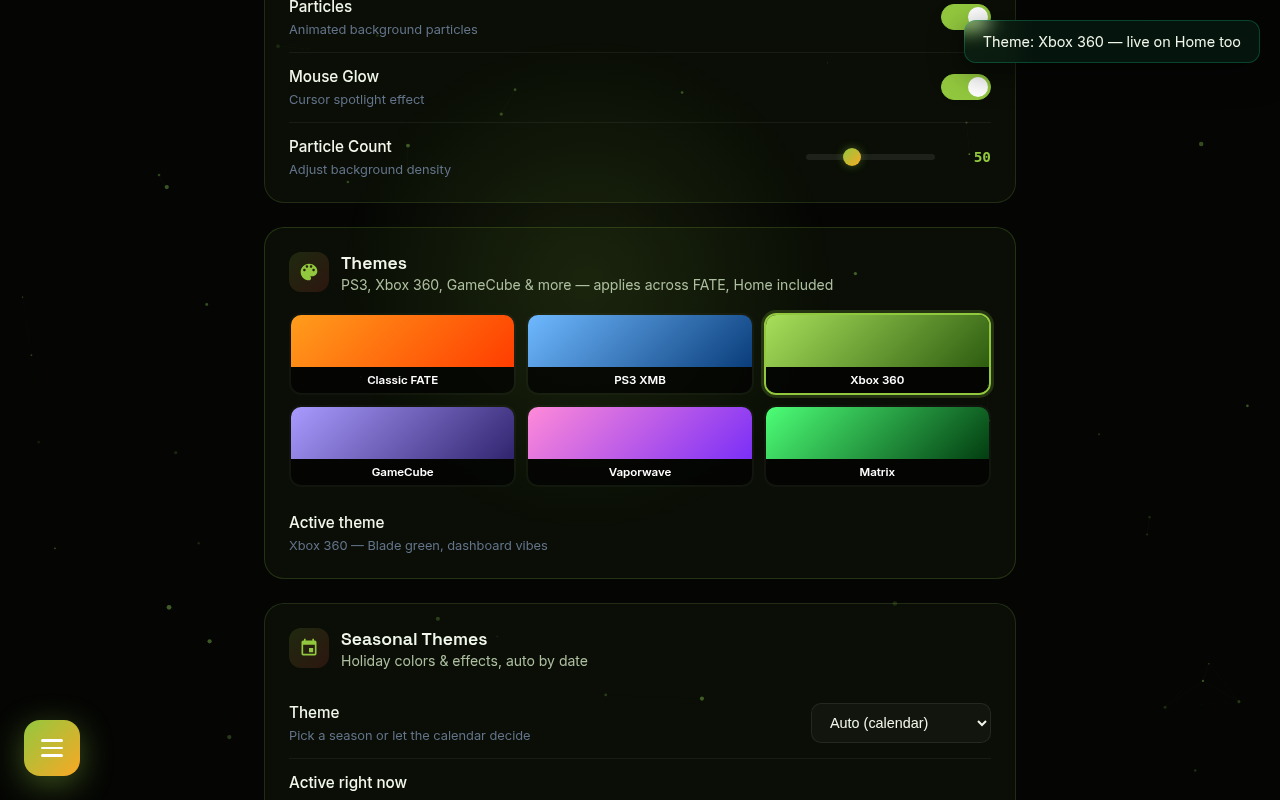 Particles
Animated background particles
Theme: Xbox 360 — live on Home too
Mouse Glow
Cursor spotlight effect
Particle Count
Adjust background density
50
Themes
PS3, Xbox 360, GameCube & more — applies across FATE, Home included
Classic FATE
PS3 XMB
Xbox 360
GameCube
Vaporwave
Matrix
Active theme
Xbox 360 — Blade green, dashboard vibes
Seasonal Themes
Holiday colors & effects, auto by date
Theme
Pick a season or let the calendar decide
Auto (calendar)
Active right now